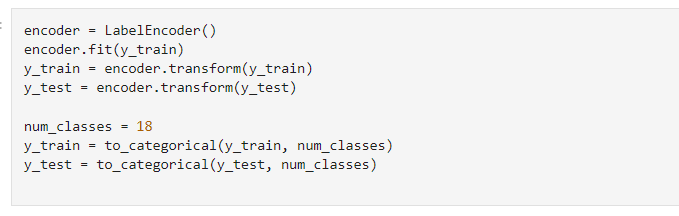 encoder = LabelEncoder()
encoder.fit(y_train)
y_train = encoder.transform(y_train)
y_test = encoder.transform(y_test)
num_classes = 18
y_train = to_categorical(y_train, num_classes)
y_test = to_categorical(y_test, num_classes)